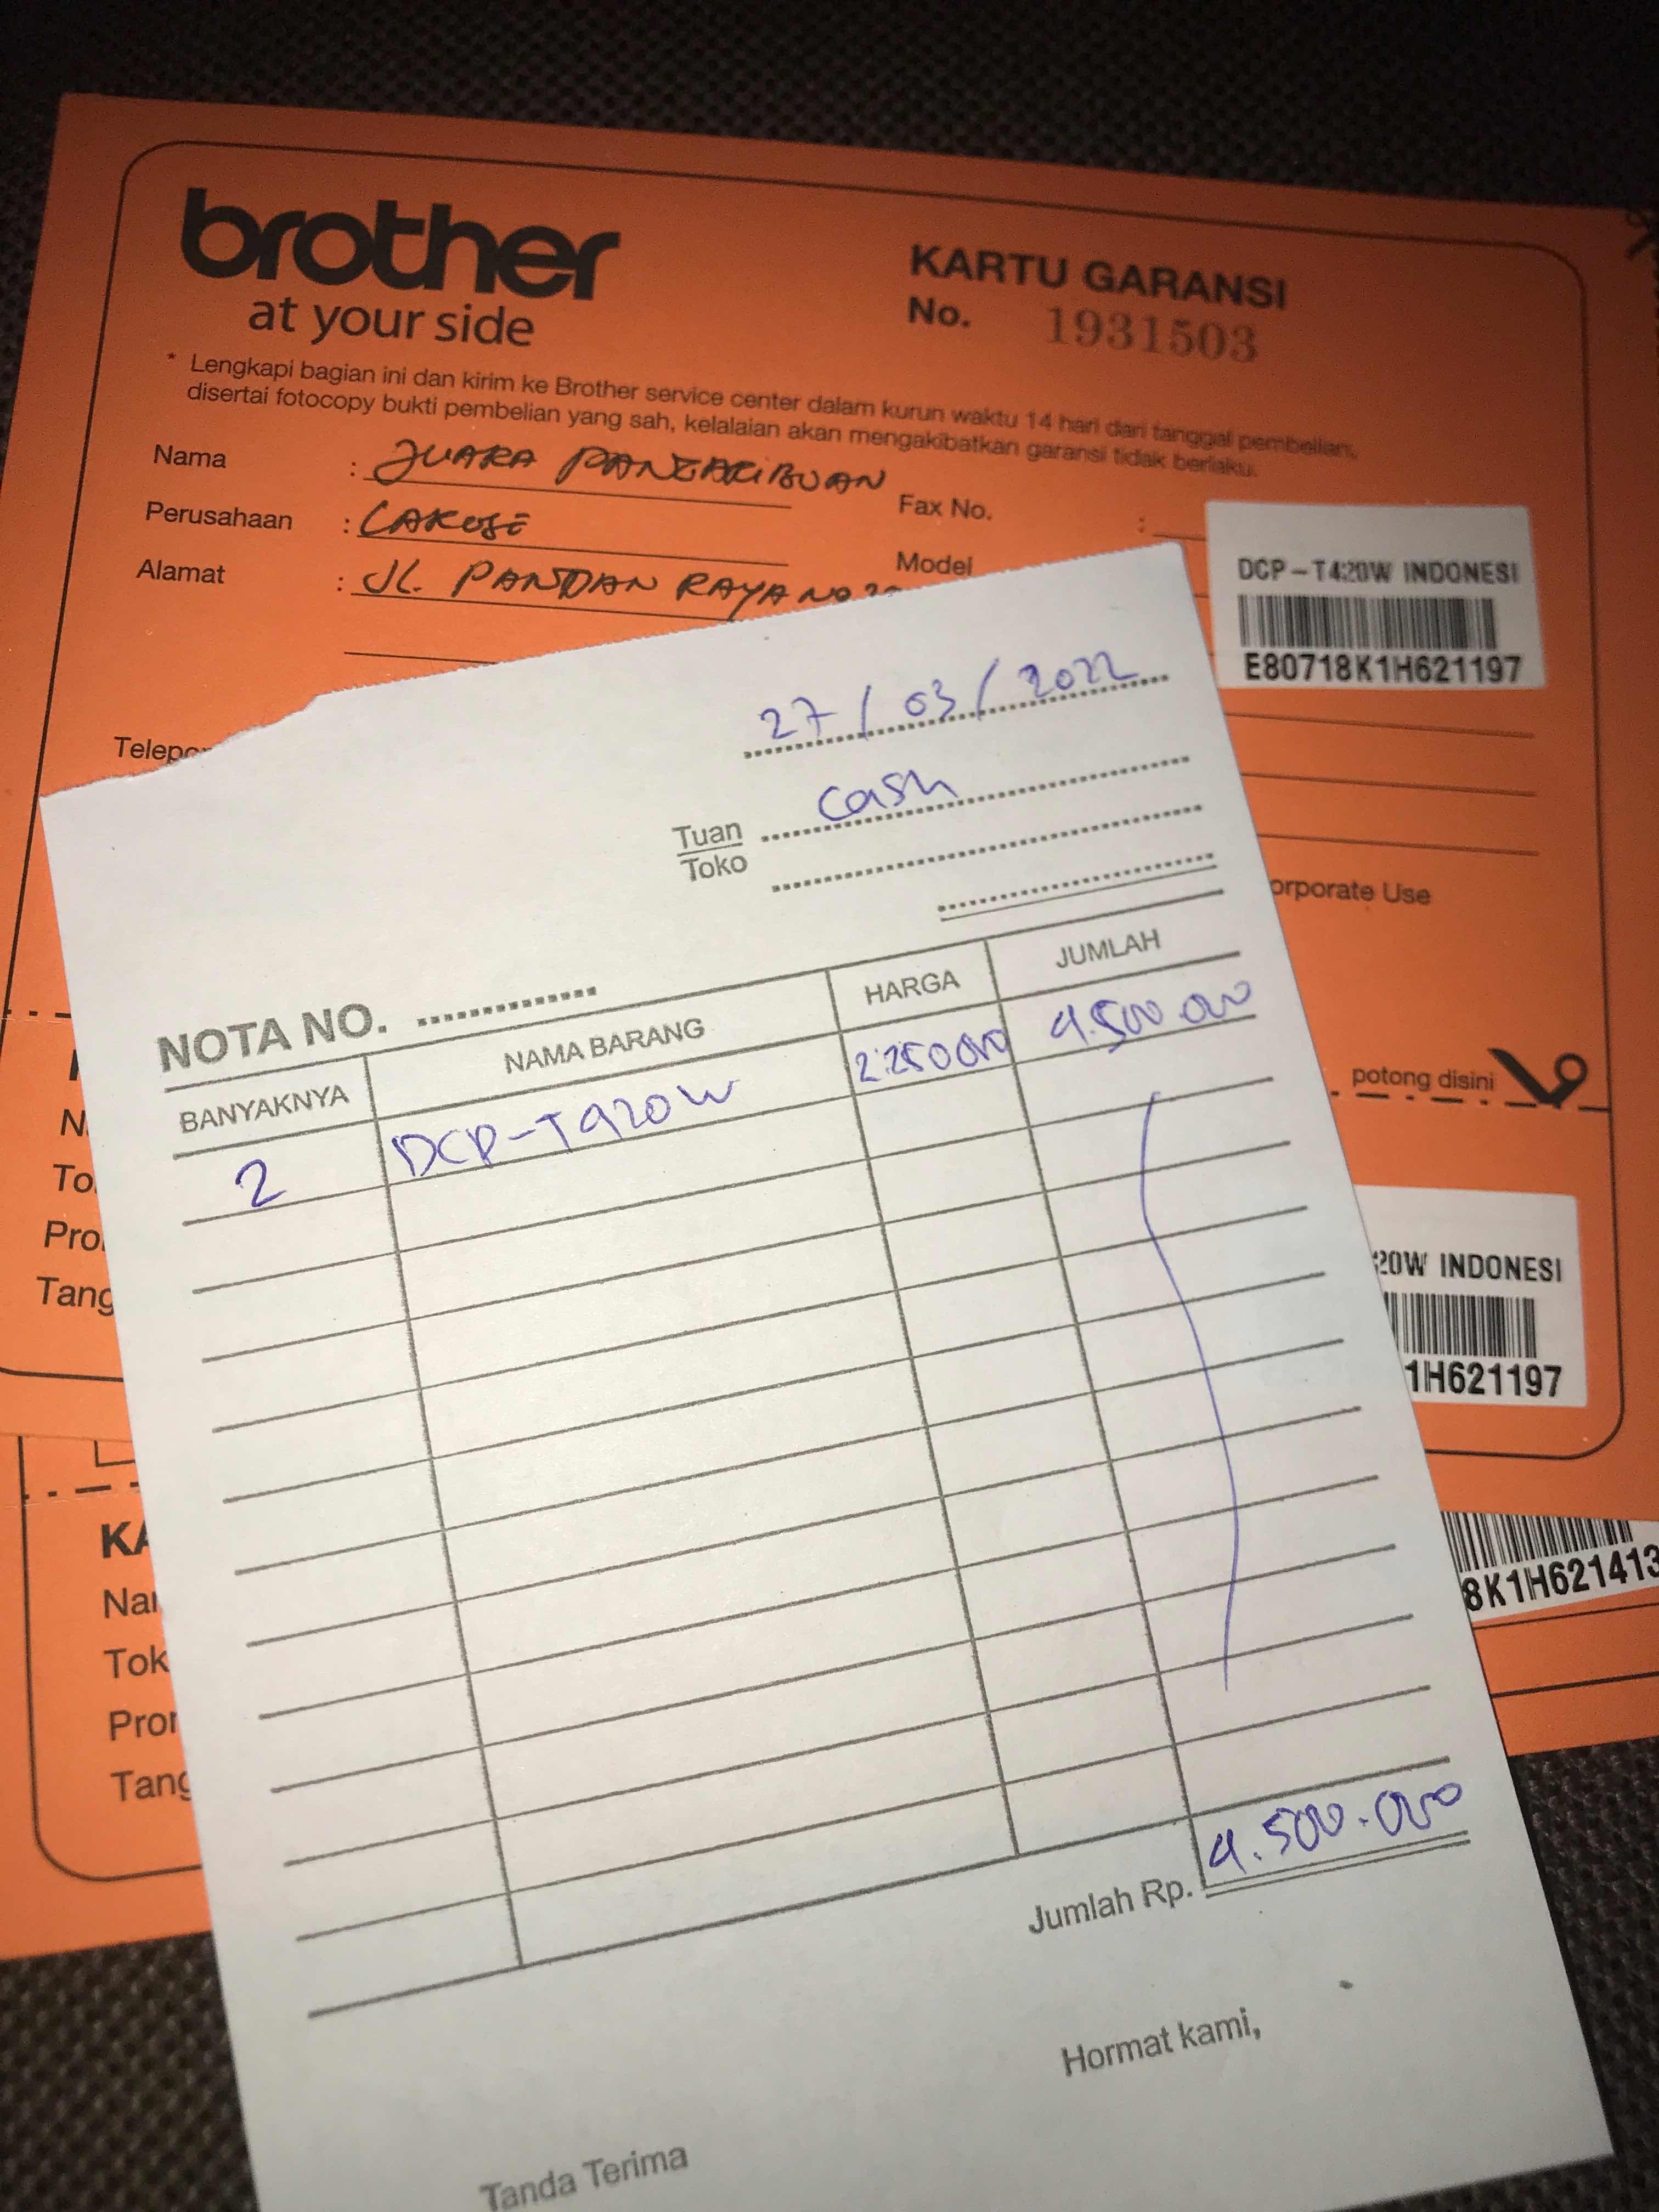 brother
at your side
KARTU GARANSI
No. 1931503
* Lengkapi bagian ini dan kirim ke Brother service center dalam kurun waktu 14 hari dari tanggal pembelian,
disertai fotocopy bukti pembelian yang sah, kelalaian akan mengakibatkan garansi tidak berlaku.
Nama : JUARA PANGARIBUAN
Fax No. :
Perusahaan : LAKOSE
Model
Alamat : JL. PANDAN RAYA NO
DCP-T420W INDONESI
E80718K1H621197
27/03/2022
Tuan cash
Toko
orporate Use
NOTA NO.
BANYAKNYA NAMA BARANG HARGA JUMLAH
2 DCP-T420W 2.250.000 4.500.000
potong disini
20W INDONESI
1H621197
8K1H621413
Jumlah Rp. 4.500.000
Hormat kami,
Tanda Terima